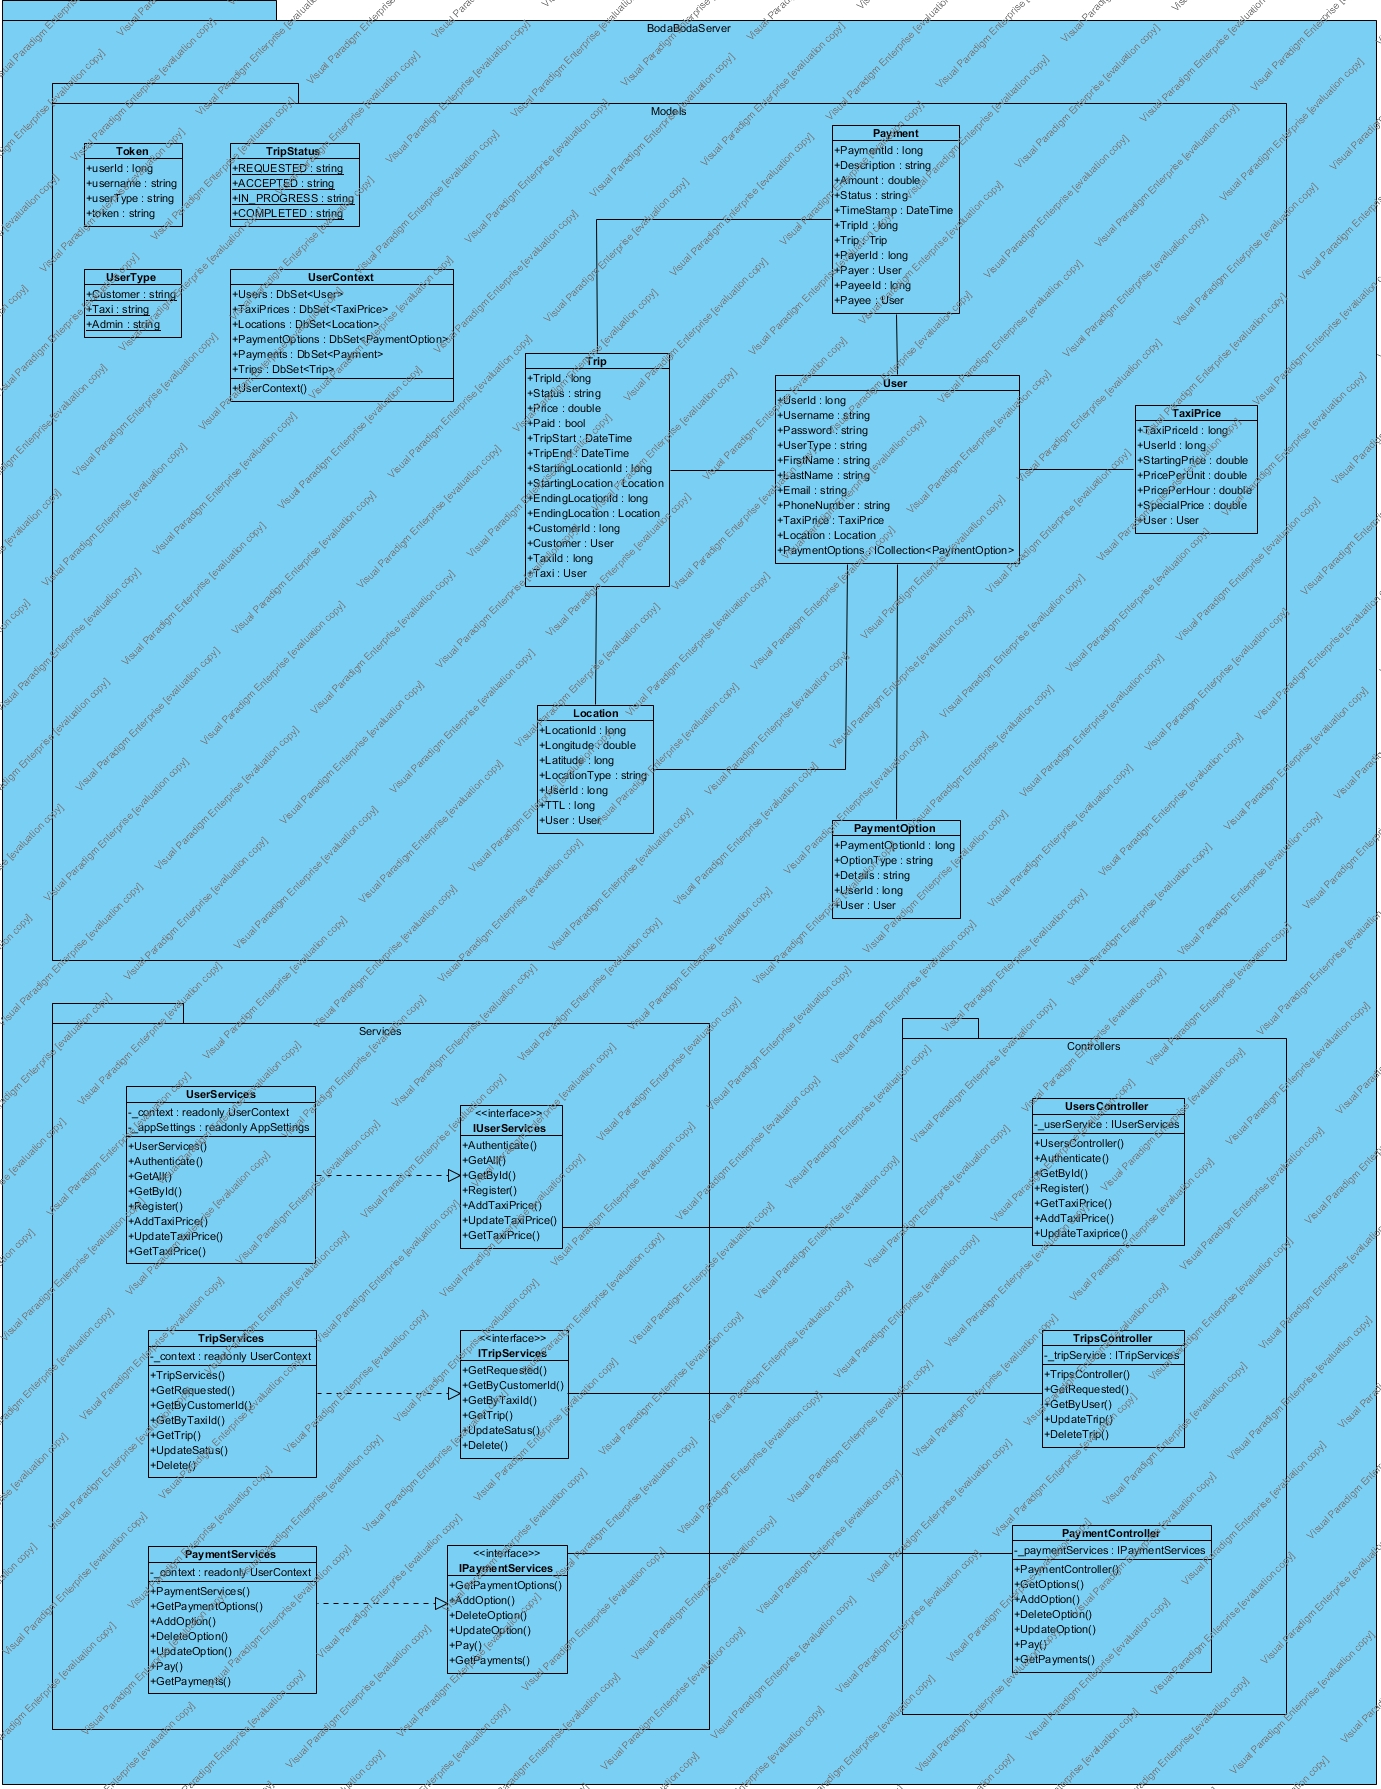 BodaBodaServer
Models
Token
+userId : long
+username : string
+userType : string
+token : string
TripStatus
+REQUESTED : string
+ACCEPTED : string
+IN_PROGRESS : string
+COMPLETED : string
Payment
+PaymentId : long
+Description : string
+Amount : double
+Status : string
+TimeStamp : DateTime
+TripId : long
+Trip : Trip
+PayerId : long
+Payer : User
+PayeeId : long
+Payee : User
UserType
+Customer : string
+Taxi : string
+Admin : string
UserContext
+Users : DbSet<User>
+TaxiPrices : DbSet<TaxiPrice>
+Locations : DbSet<Location>
+PaymentOptions : DbSet<PaymentOption>
+Payments : DbSet<Payment>
+Trips : DbSet<Trip>
+UserContext()
Trip
+TripId : long
+Status : string
+Price : double
+Paid : bool
+TripStart : DateTime
+TripEnd : DateTime
+StartingLocationId : long
+StartingLocation : Location
+EndingLocationId : long
+EndingLocation : Location
+CustomerId : long
+Customer : User
+TaxiId : long
+Taxi : User
User
+UserId : long
+Username : string
+Password : string
+UserType : string
+FirstName : string
+LastName : string
+Email : string
+PhoneNumber : string
+TaxiPrice : TaxiPrice
+Location : Location
+PaymentOptions : ICollection<PaymentOption>
TaxiPrice
+TaxiPriceId : long
+UserId : long
+StartingPrice : double
+PricePerUnit : double
+PricePerHour : double
+SpecialPrice : double
+User : User
Location
+LocationId : long
+Longitude : double
+Latitude : long
+LocationType : string
+UserId : long
+TTL : long
+User : User
PaymentOption
+PaymentOptionId : long
+OptionType : string
+Details : string
+UserId : long
+User : User
Services
UserServices
-_context : readonly UserContext
-_appSettings : readonly AppSettings
+UserServices()
+Authenticate()
+GetAll()
+GetById()
+Register()
+AddTaxiPrice()
+UpdateTaxiPrice()
+GetTaxiPrice()
<<interface>>
IUserServices
+Authenticate()
+GetAll()
+GetById()
+Register()
+AddTaxiPrice()
+UpdateTaxiPrice()
+GetTaxiPrice()
TripServices
-_context : readonly UserContext
+TripServices()
+GetRequested()
+GetByCustomerId()
+GetByTaxiId()
+GetTrip()
+UpdateSatus()
+Delete()
<<interface>>
ITripServices
+GetRequested()
+GetByCustomerId()
+GetByTaxiId()
+GetTrip()
+UpdateSatus()
+Delete()
PaymentServices
-_context : readonly UserContext
+PaymentServices()
+GetPaymentOptions()
+AddOption()
+DeleteOption()
+UpdateOption()
+Pay()
+GetPayments()
<<interface>>
IPaymentServices
+GetPaymentOptions()
+AddOption()
+DeleteOption()
+UpdateOption()
+Pay()
+GetPayments()
Controllers
UsersController
-_userService : IUserServices
+UsersController()
+Authenticate()
+GetById()
+Register()
+GetTaxiPrice()
+AddTaxiPrice()
+UpdateTaxiprice()
TripsController
-_tripService : ITripServices
+TripsController()
+GetRequested()
+GetByUser()
+UpdateTrip()
+DeleteTrip()
PaymentController
-_paymentServices : IPaymentServices
+PaymentController()
+GetOptions()
+AddOption()
+DeleteOption()
+UpdateOption()
+Pay()
+GetPayments()
Visual Paradigm Enterprise [evaluation copy]